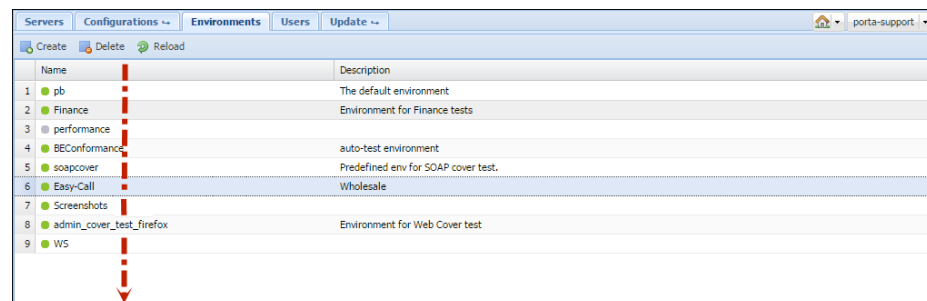 Servers Configurations ↪ Environments Users Update ↪ porta-support
Create Delete Reload
Name Description
1 pb The default environment
2 Finance Environment for Finance tests
3 performance
4 BEConformance auto-test environment
5 soapcover Predefined env for SOAP cover test.
6 Easy-Call Wholesale
7 Screenshots
8 admin_cover_test_firefox Environment for Web Cover test
9 WS